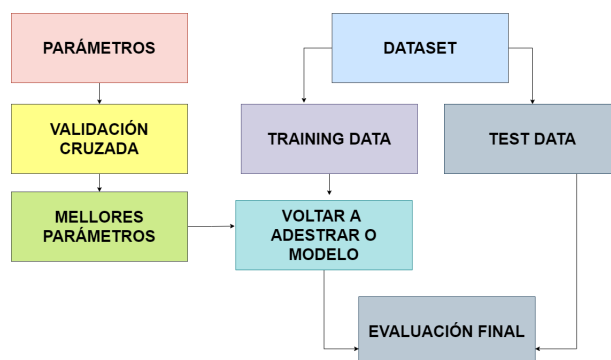 PARÁMETROS
DATASET
VALIDACIÓN
CRUZADA
TRAINING DATA
TEST DATA
MELLORES
PARÁMETROS
VOLTAR A
ADESTRAR O
MODELO
EVALUACIÓN FINAL